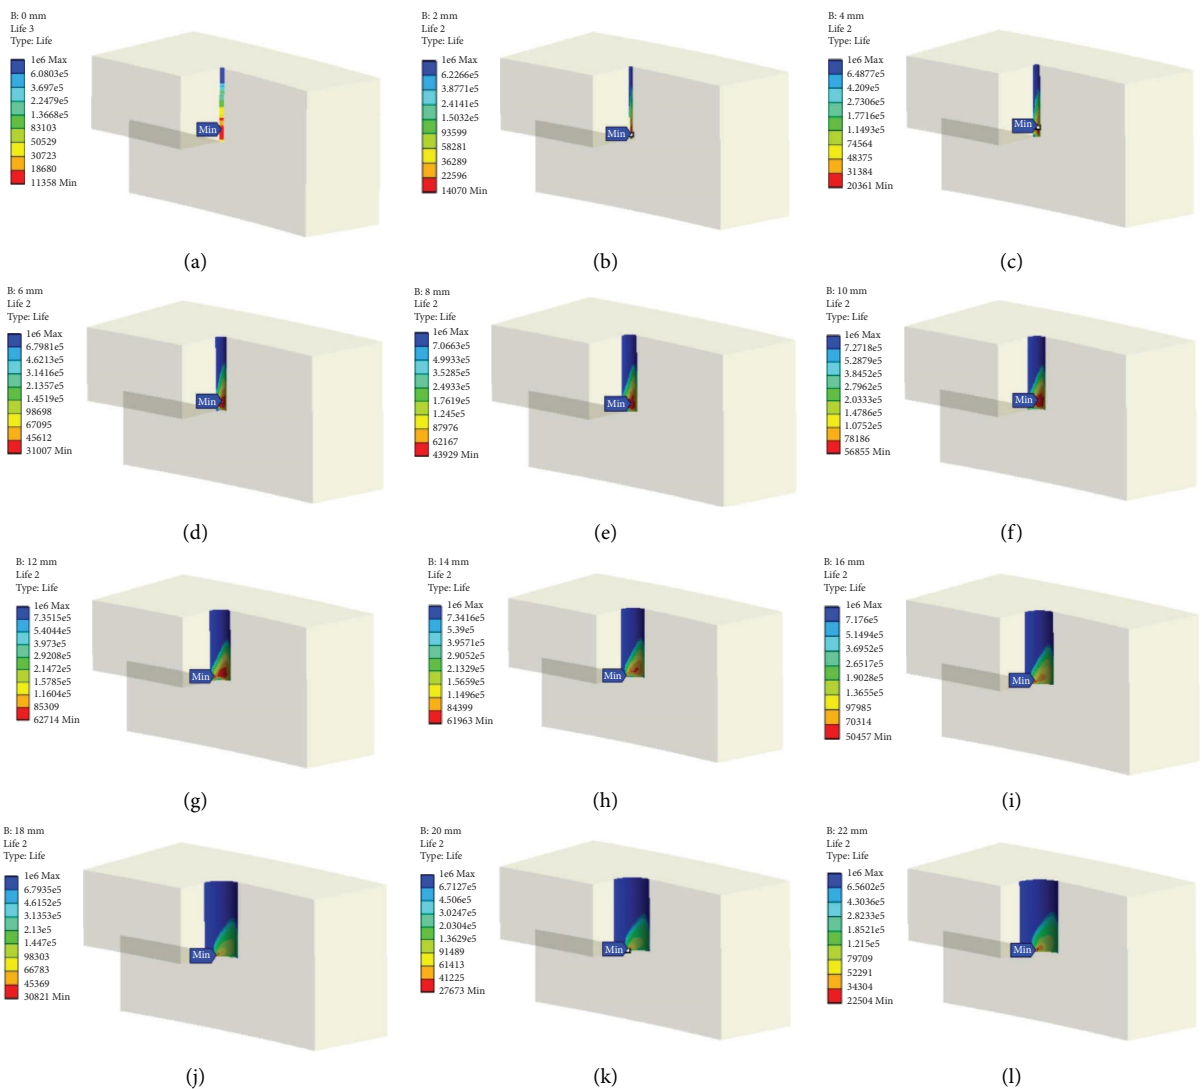 B: 0 mm
Life 3
Type: Life
1e6 Max
6.0803e5
3.697e5
2.2479e5
1.3668e5
83103
50529
30723
18680
11358 Min
Min
(a)
B: 2 mm
Life 2
Type: Life
1e6 Max
6.2266e5
3.8771e5
2.4141e5
1.5032e5
93599
58281
36289
22596
14070 Min
Min
(b)
B: 4 mm
Life 2
Type: Life
1e6 Max
6.4877e5
4.209e5
2.7306e5
1.7716e5
1.1493e5
74564
48375
31384
20361 Min
Min
(c)
B: 6 mm
Life 2
Type: Life
1e6 Max
6.7981e5
4.6213e5
3.1416e5
2.1357e5
1.4519e5
98698
67095
45612
31007 Min
Min
(d)
B: 8 mm
Life 2
Type: Life
1e6 Max
7.0663e5
4.9933e5
3.5285e5
2.4933e5
1.7619e5
1.245e5
87976
62167
43929 Min
Min
(e)
B: 10 mm
Life 2
Type: Life
1e6 Max
7.2718e5
5.2879e5
3.8452e5
2.7962e5
2.0333e5
1.4786e5
1.0752e5
78186
56855 Min
Min
(f)
B: 12 mm
Life 2
Type: Life
1e6 Max
7.3515e5
5.4044e5
3.973e5
2.9208e5
2.1472e5
1.5785e5
1.1604e5
85309
62714 Min
Min
(g)
B: 14 mm
Life 2
Type: Life
1e6 Max
7.3416e5
5.39e5
3.9571e5
2.9052e5
2.1329e5
1.5659e5
1.1496e5
84399
61963 Min
Min
(h)
B: 16 mm
Life 2
Type: Life
1e6 Max
7.176e5
5.1494e5
3.6952e5
2.6517e5
1.9028e5
1.3655e5
97985
70314
50457 Min
Min
(i)
B: 18 mm
Life 2
Type: Life
1e6 Max
6.7935e5
4.6152e5
3.1353e5
2.13e5
1.447e5
98303
66783
45369
30821 Min
Min
(j)
B: 20 mm
Life 2
Type: Life
1e6 Max
6.7127e5
4.506e5
3.0247e5
2.0304e5
1.3629e5
91489
61413
41225
27673 Min
Min
(k)
B: 22 mm
Life 2
Type: Life
1e6 Max
6.5602e5
4.3036e5
2.8233e5
1.8521e5
1.215e5
79709
52291
34304
22504 Min
Min
(l)